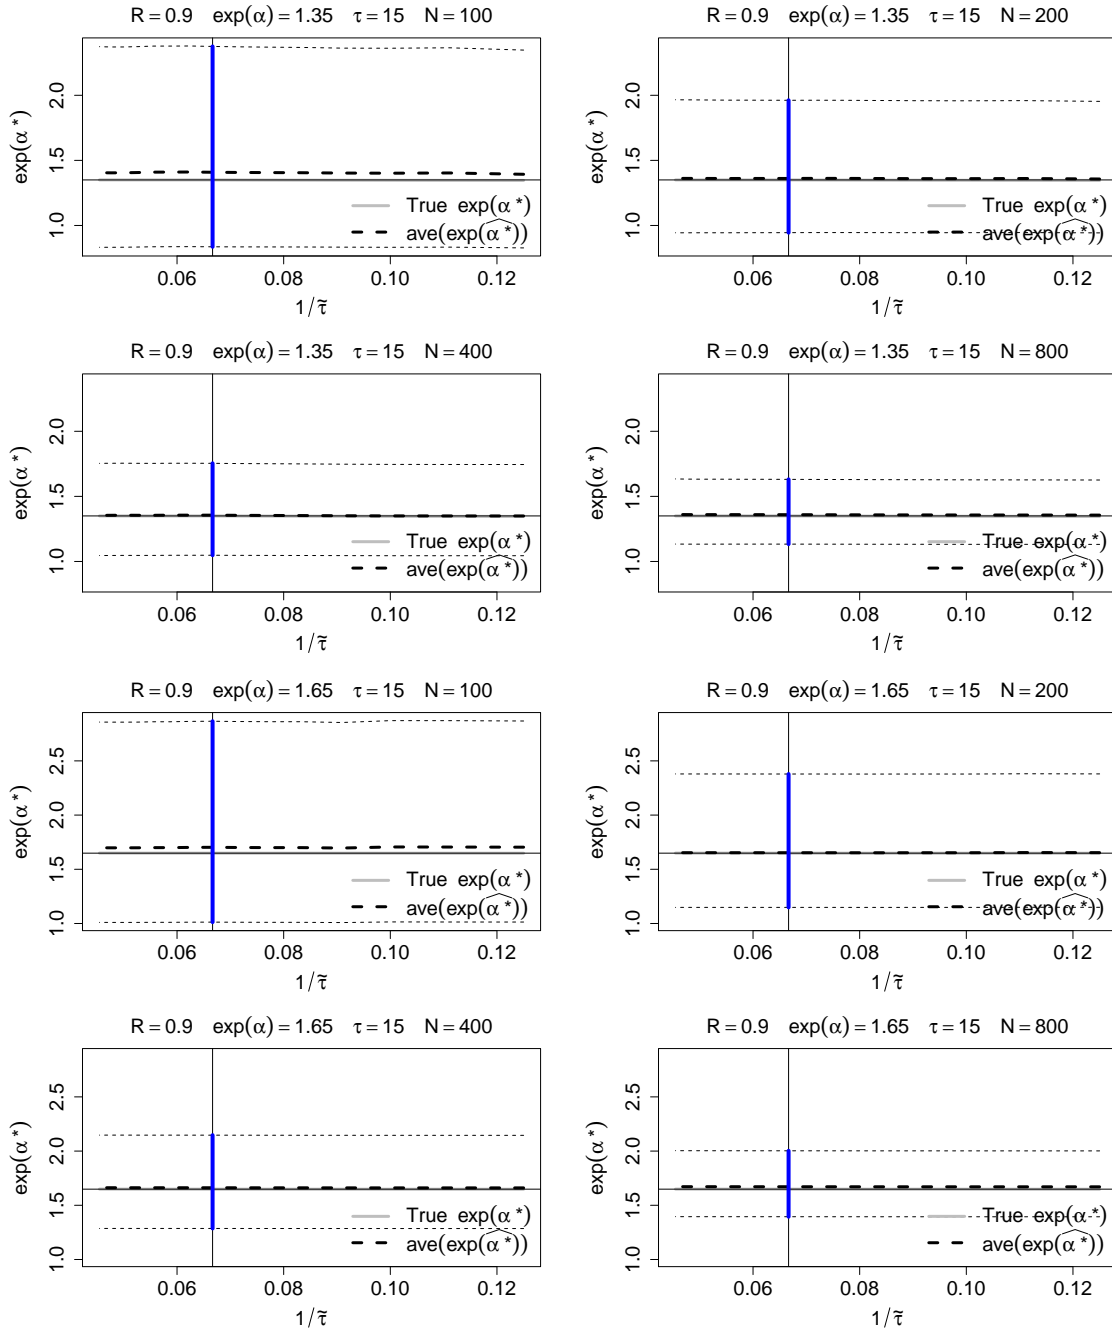 R = 0.9 exp(α) = 1.35 τ = 15 N = 100
exp(α*)
2.0
1.5
1.0
True exp(α*)
ave(exp(α̂*))
0.06 0.08 0.10 0.12
1/τ̃
R = 0.9 exp(α) = 1.35 τ = 15 N = 200
exp(α*)
2.0
1.5
1.0
True exp(α*)
ave(exp(α̂*))
0.06 0.08 0.10 0.12
1/τ̃
R = 0.9 exp(α) = 1.35 τ = 15 N = 400
exp(α*)
2.0
1.5
1.0
True exp(α*)
ave(exp(α̂*))
0.06 0.08 0.10 0.12
1/τ̃
R = 0.9 exp(α) = 1.35 τ = 15 N = 800
exp(α*)
2.0
1.5
1.0
True exp(α*)
ave(exp(α̂*))
0.06 0.08 0.10 0.12
1/τ̃
R = 0.9 exp(α) = 1.65 τ = 15 N = 100
exp(α*)
2.5
2.0
1.5
1.0
True exp(α*)
ave(exp(α̂*))
0.06 0.08 0.10 0.12
1/τ̃
R = 0.9 exp(α) = 1.65 τ = 15 N = 200
exp(α*)
2.5
2.0
1.5
1.0
True exp(α*)
ave(exp(α̂*))
0.06 0.08 0.10 0.12
1/τ̃
R = 0.9 exp(α) = 1.65 τ = 15 N = 400
exp(α*)
2.5
2.0
1.5
1.0
True exp(α*)
ave(exp(α̂*))
0.06 0.08 0.10 0.12
1/τ̃
R = 0.9 exp(α) = 1.65 τ = 15 N = 800
exp(α*)
2.5
2.0
1.5
1.0
True exp(α*)
ave(exp(α̂*))
0.06 0.08 0.10 0.12
1/τ̃